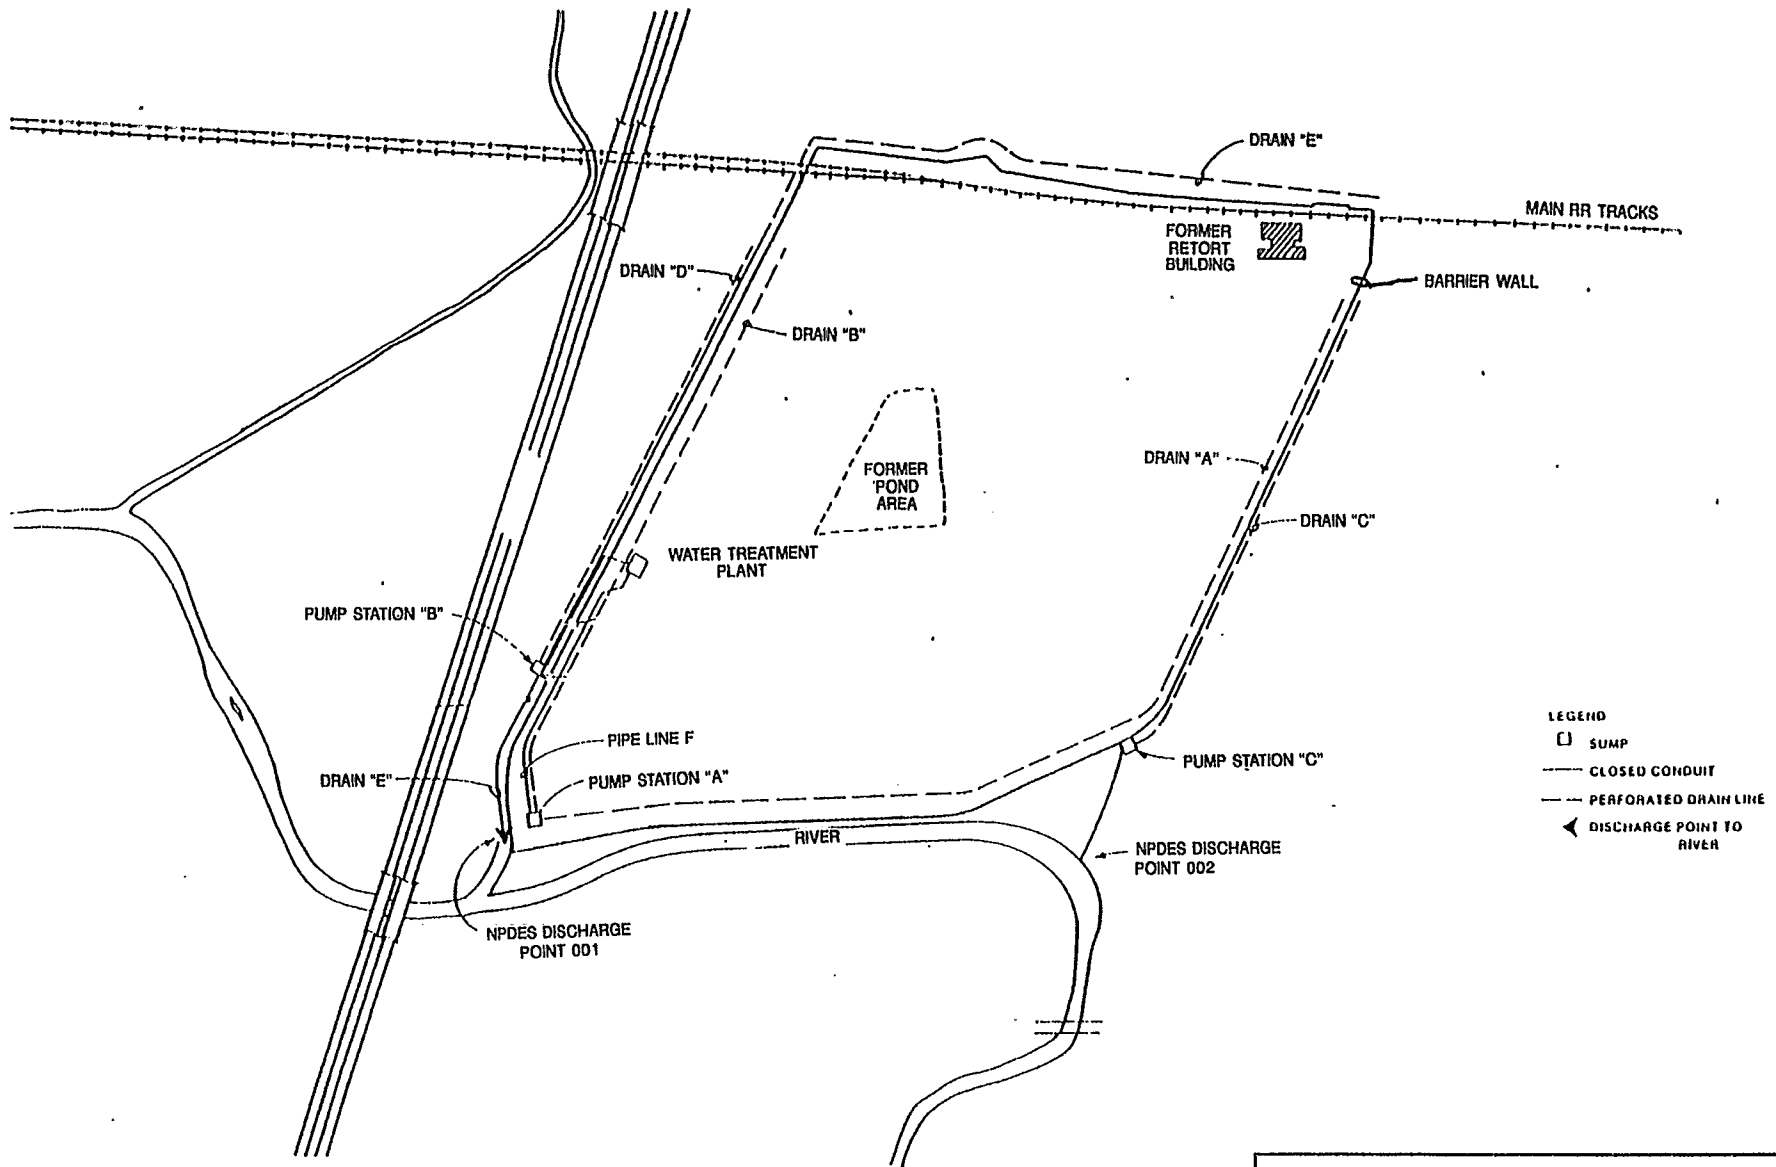 DRAIN "E"
MAIN RR TRACKS
FORMER
RETORT
BUILDING
DRAIN "D"
BARRIER WALL
DRAIN "B"
FORMER
POND
AREA
DRAIN "A"
DRAIN "C"
WATER TREATMENT
PLANT
PUMP STATION "B"
LEGEND
SUMP
CLOSED CONDUIT
PERFORATED DRAIN LINE
DISCHARGE POINT TO
RIVER
PIPE LINE F
PUMP STATION "C"
DRAIN "E"
PUMP STATION "A"
RIVER
NPDES DISCHARGE
POINT 002
NPDES DISCHARGE
POINT 001